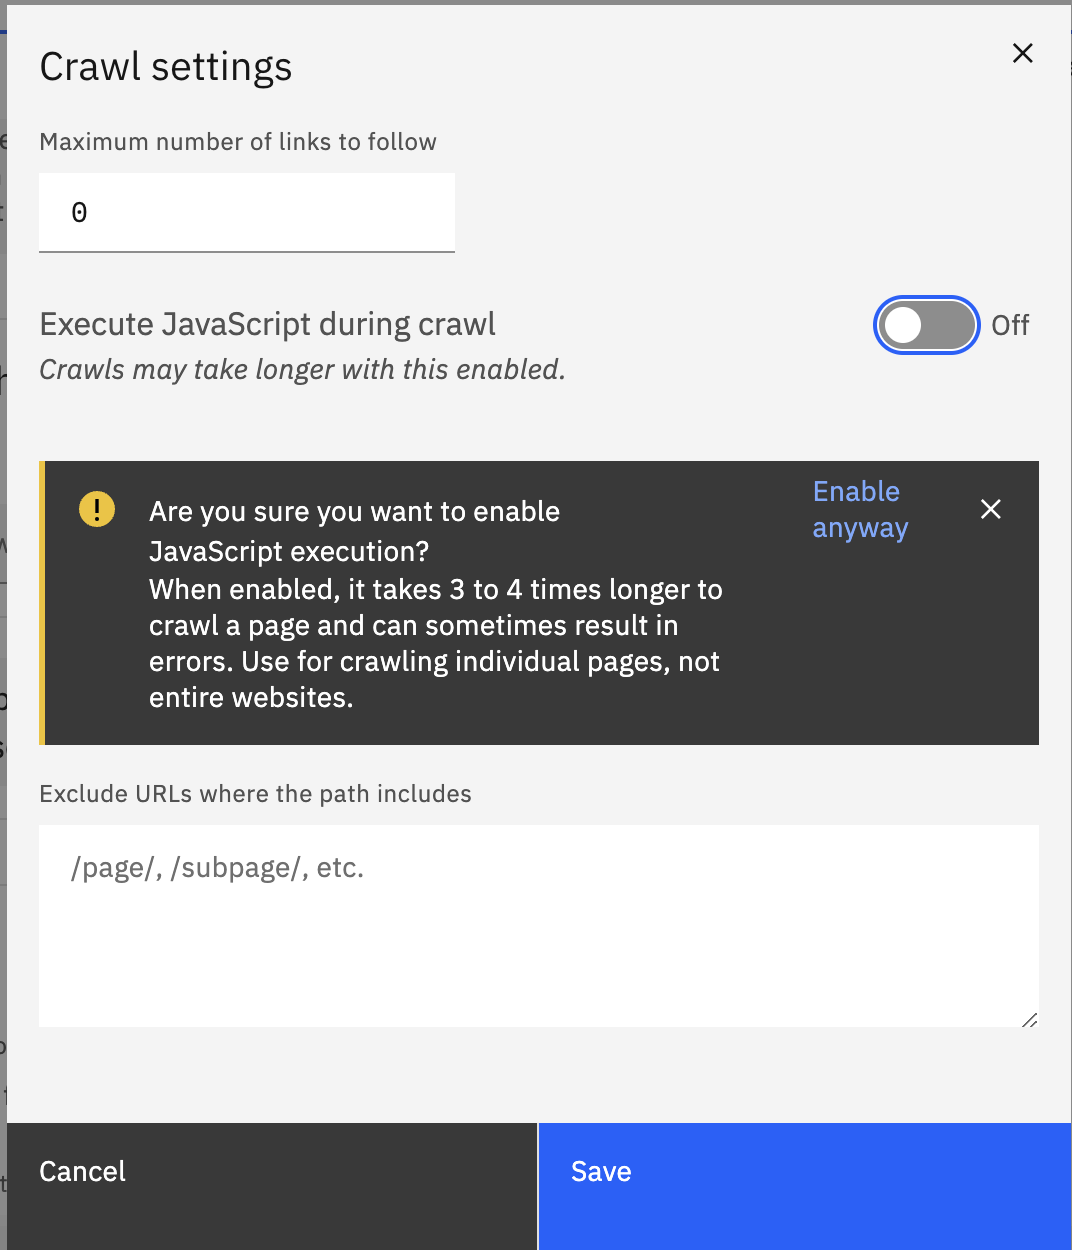 Crawl settings
Maximum number of links to follow
0
Execute JavaScript during crawl
Off
Crawls may take longer with this enabled.
Are you sure you want to enable
JavaScript execution?
When enabled, it takes 3 to 4 times longer to
crawl a page and can sometimes result in
errors. Use for crawling individual pages, not
entire websites.
Enable
anyway
Exclude URLs where the path includes
/page/, /subpage/, etc.
Cancel
Save